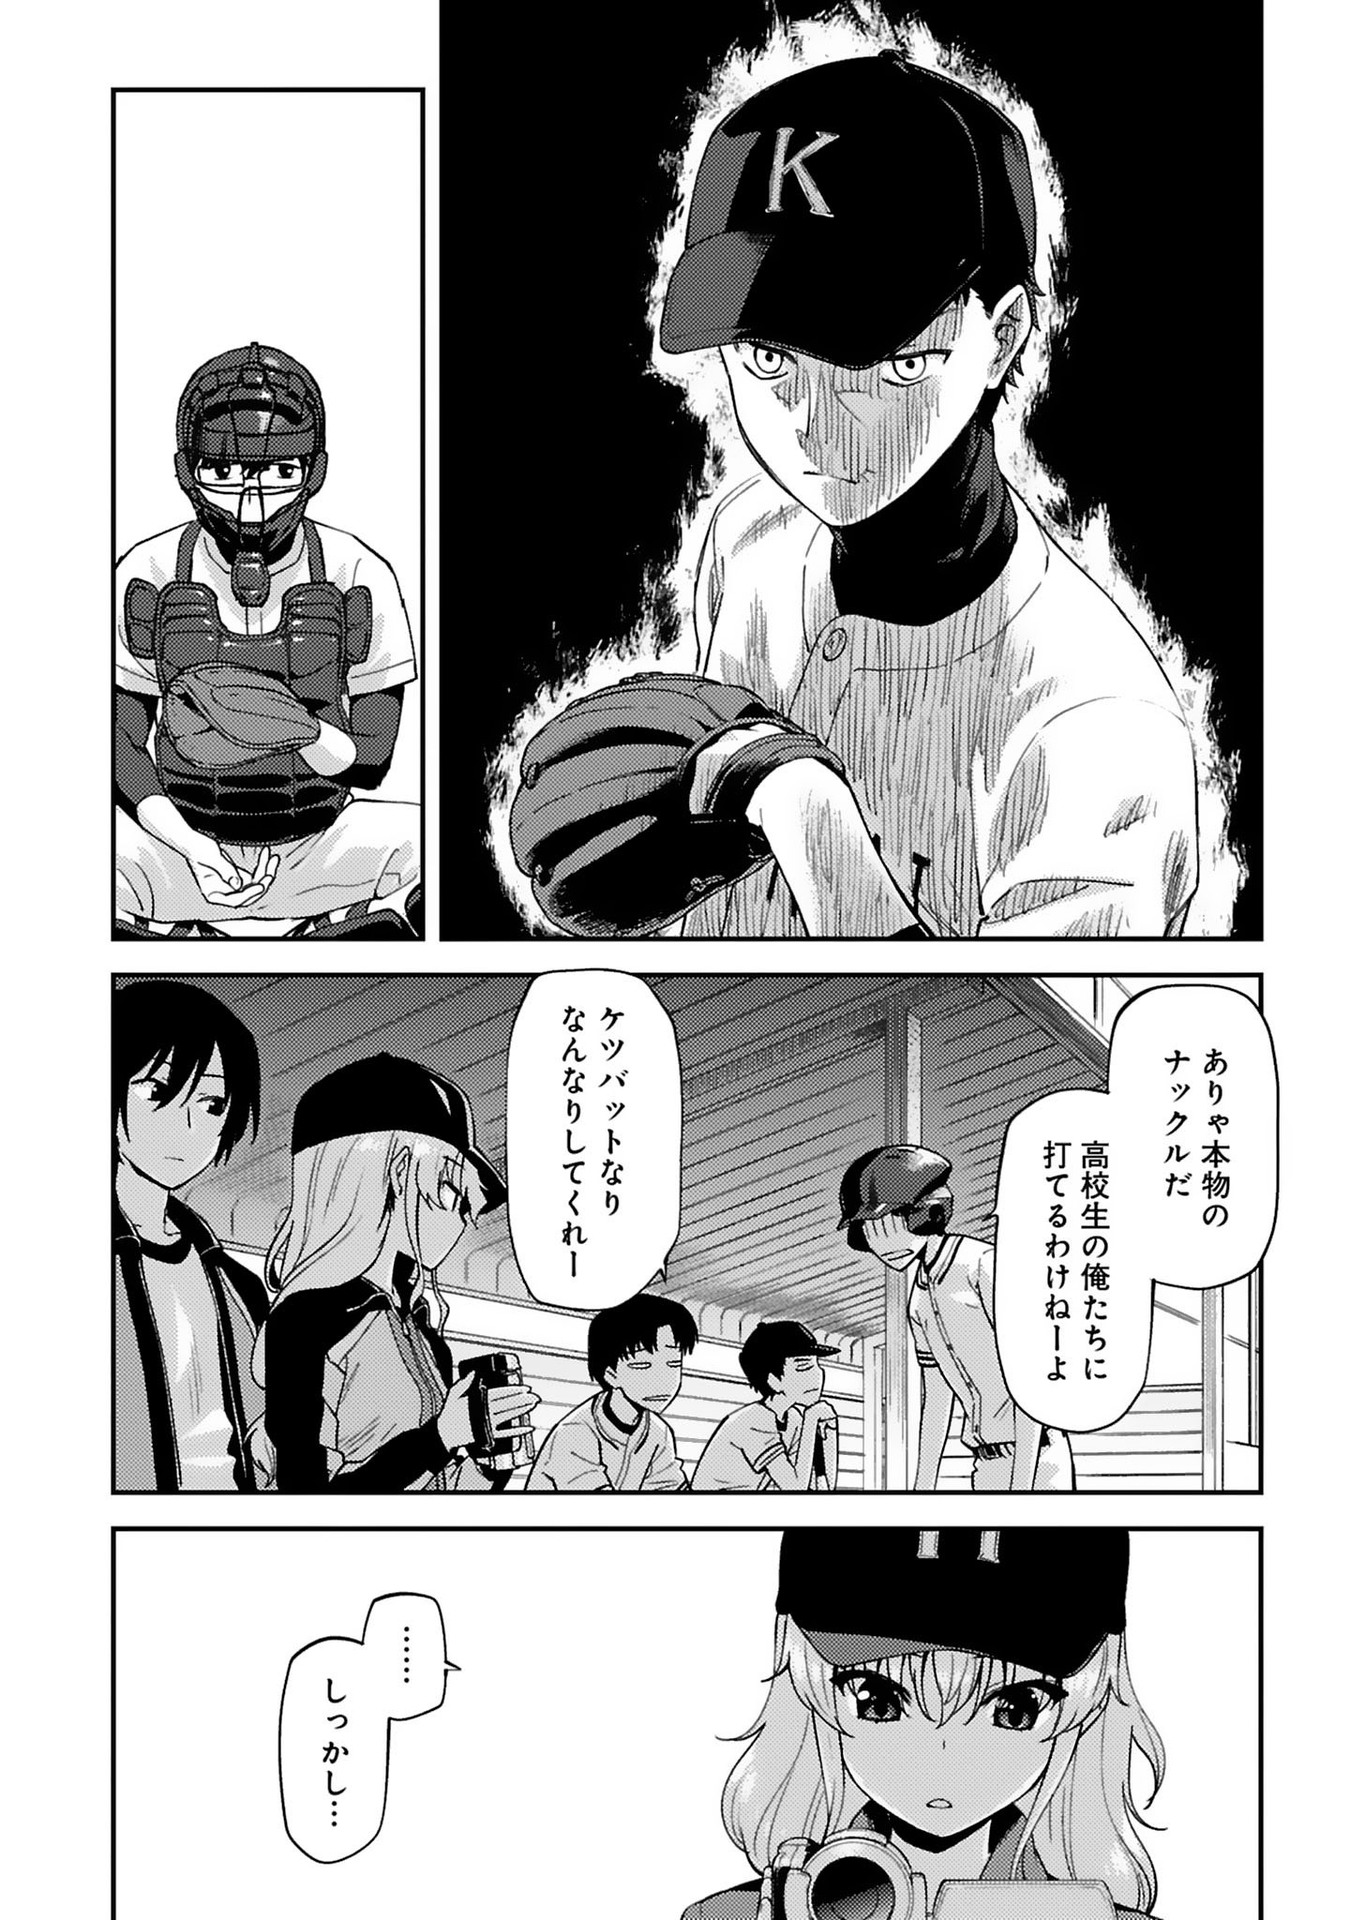 K
ありゃ本物の
ナックルだ
高校生の俺たちに
打てるわけねーよ
ケツバットなり
なんなりしてくれー
……
しっかし…